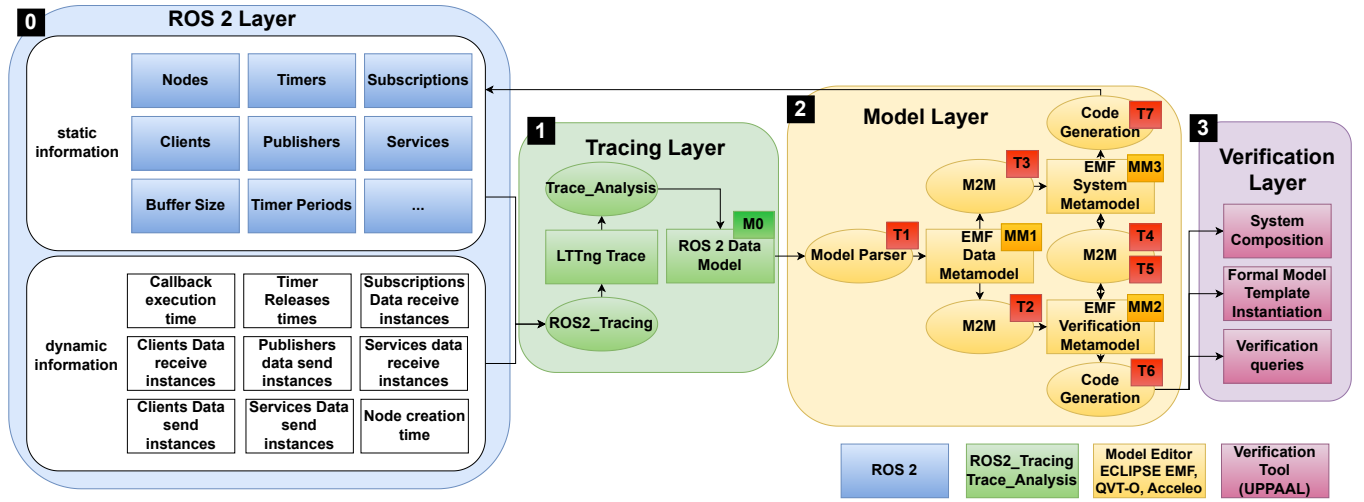 0
ROS 2 Layer
static
information
Nodes
Timers
Subscriptions
Clients
Publishers
Services
Buffer Size
Timer Periods
...
dynamic
information
Callback
execution
time
Timer
Releases
times
Subscriptions
Data receive
instances
Clients Data
receive
instances
Publishers
data send
instances
Services data
receive
instances
Clients Data
send
instances
Services Data
send
instances
Node creation
time
1
Tracing Layer
Trace_Analysis
LTTng Trace
ROS2_Tracing
M0
ROS 2 Data
Model
2
Model Layer
T1
Model Parser
MM1
EMF
Data
Metamodel
T3
M2M
T2
M2M
T7
Code
Generation
MM3
EMF
System
Metamodel
T4
M2M
T5
MM2
EMF
Verification
Metamodel
T6
Code
Generation
3
Verification
Layer
System
Composition
Formal Model
Template
Instantiation
Verification
queries
ROS 2
ROS2_Tracing
Trace_Analysis
Model Editor
ECLIPSE EMF,
QVT-O, Acceleo
Verification
Tool
(UPPAAL)